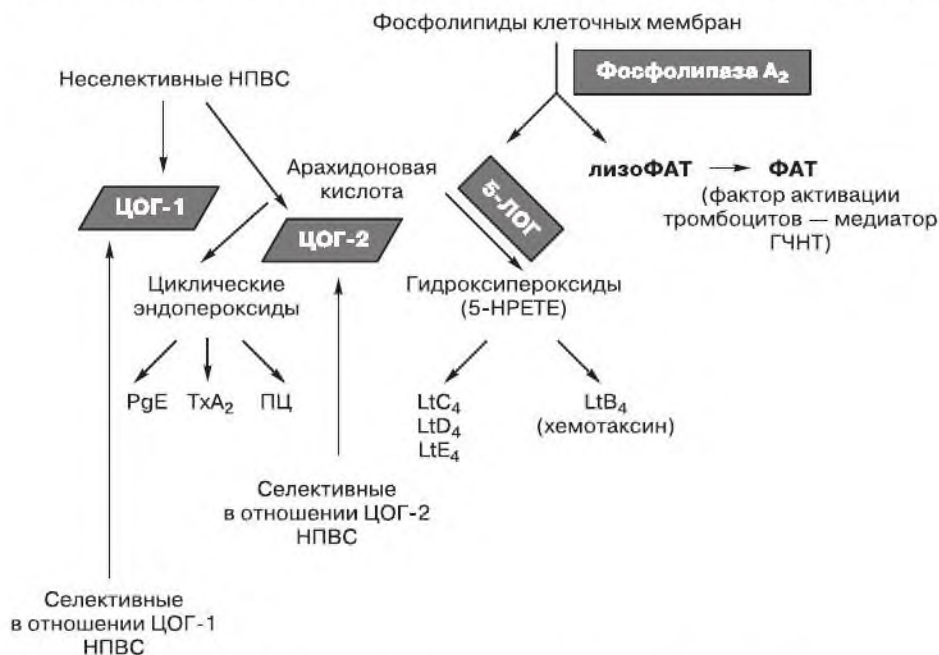 Фосфолипиды клеточных мембран
Фосфолипаза A₂
Неселективные НПВС
Арахидоновая
кислота
5-ЛОГ
лизоФАТ → ФАТ
(фактор активации
тромбоцитов — медиатор
ГЧНТ)
ЦОГ-1
ЦОГ-2
Циклические
эндопероксиды
Гидроксипероксиды
(5-НРЕТЕ)
PgE TxA₂ ПЦ
LtC₄
LtD₄
LtE₄
LtB₄
(хемотаксин)
Селективные
в отношении ЦОГ-2
НПВС
Селективные
в отношении ЦОГ-1
НПВС